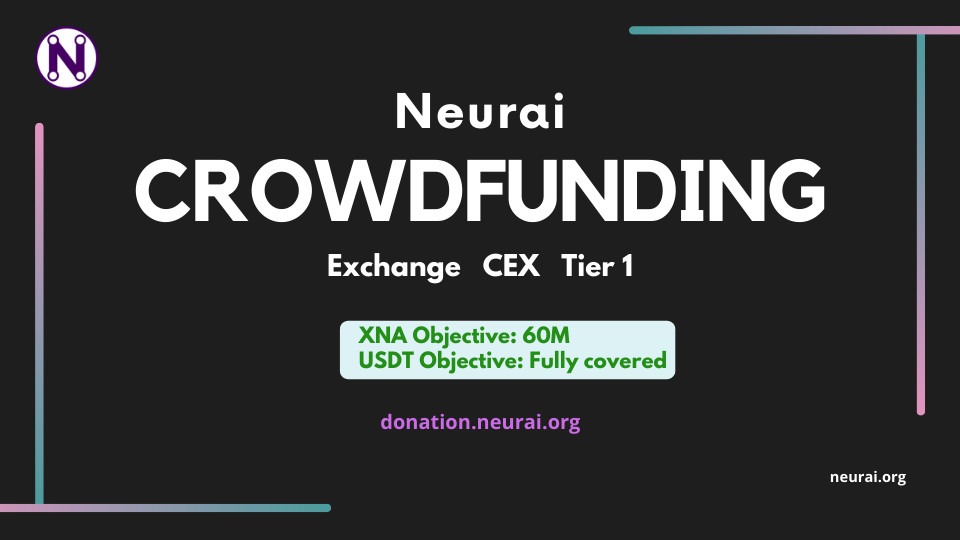 N
Neurai
CROWDFUNDING
Exchange CEX Tier 1
XNA Objective: 60M
USDT Objective: Fully covered
donation.neurai.org
neurai.org